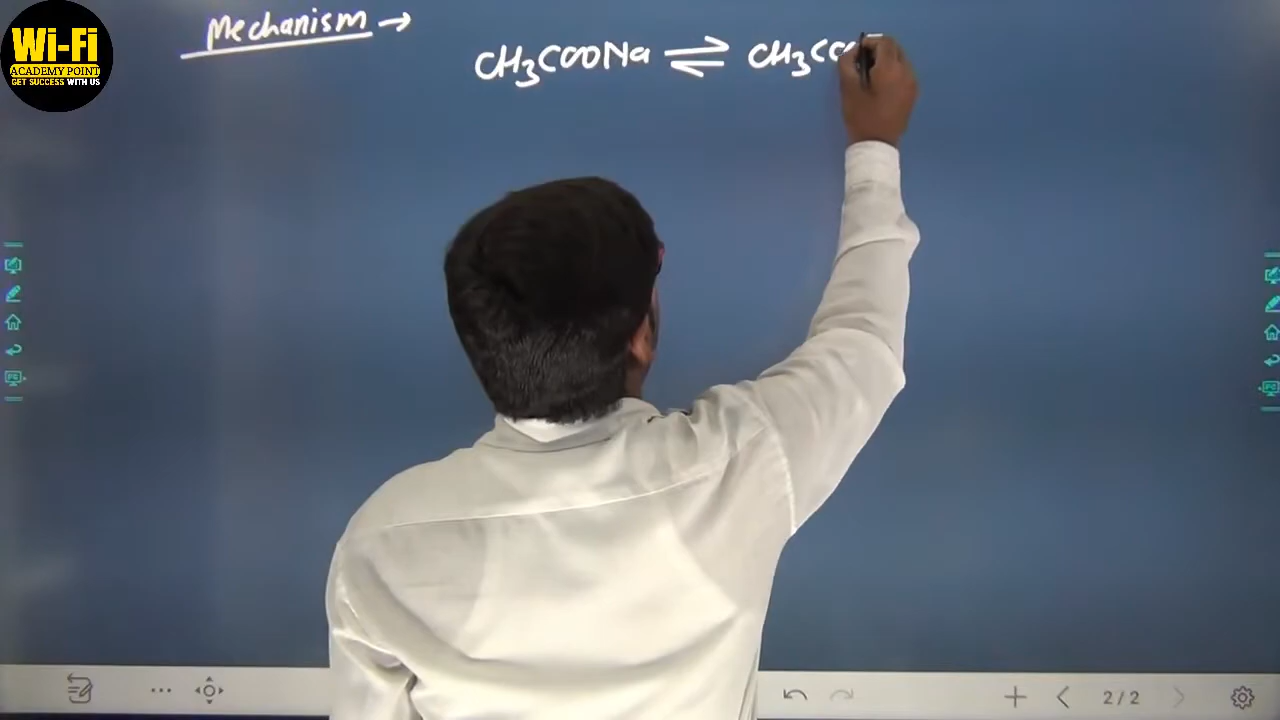 Wi-Fi
ACADEMY POINT
GET SUCCESS WITH US
Mechanism →
CH₃COONa ⇌ CH₃CO
2/2